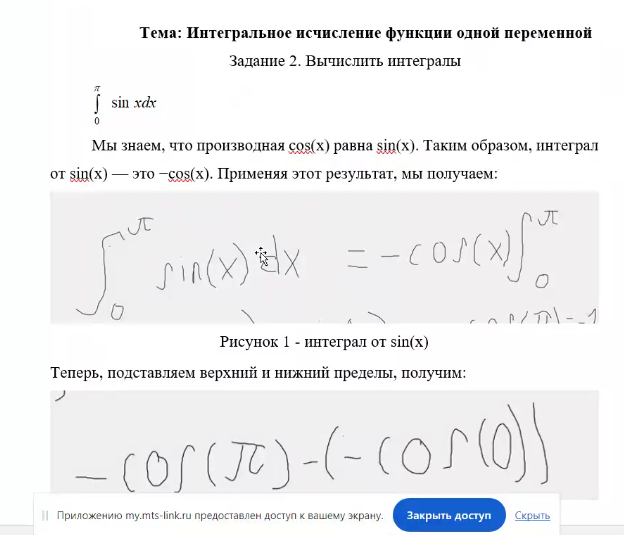 Тема: Интегральное исчисление функции одной переменной
Задание 2. Вычислить интегралы
π
∫ sin xdx
0
Мы знаем, что производная cos(x) равна sin(x). Таким образом, интеграл
от sin(x) — это −cos(x). Применяя этот результат, мы получаем:
∫₀^π sin(x) dx = -cos(x) ∫₀^π
cos(π)=-1
Рисунок 1 - интеграл от sin(x)
Теперь, подставляем верхний и нижний пределы, получим:
-cos(π)-(-cos(0))
Приложению my.mts-link.ru предоставлен доступ к вашему экрану. Закрыть доступ Скрыть